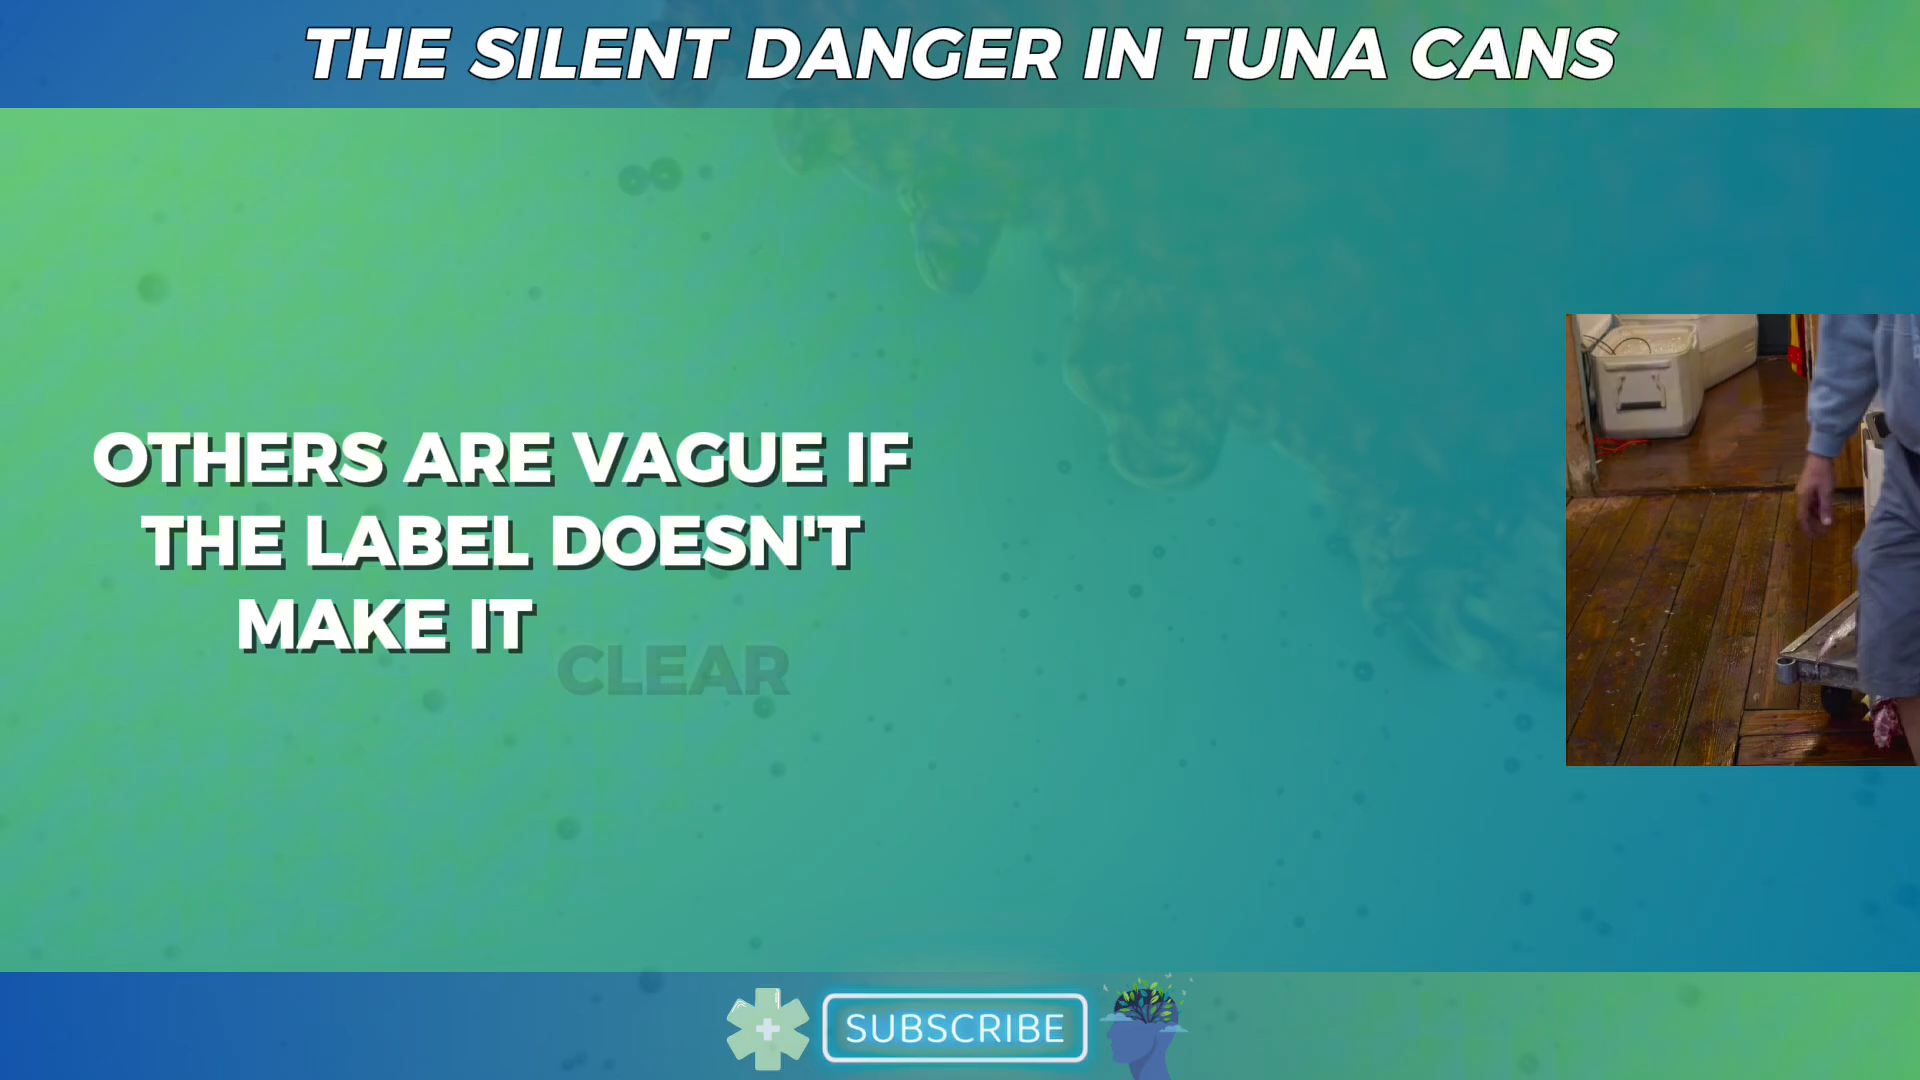 THE SILENT DANGER IN TUNA CANS
OTHERS ARE VAGUE IF
THE LABEL DOESN'T
MAKE IT CLEAR
SUBSCRIBE